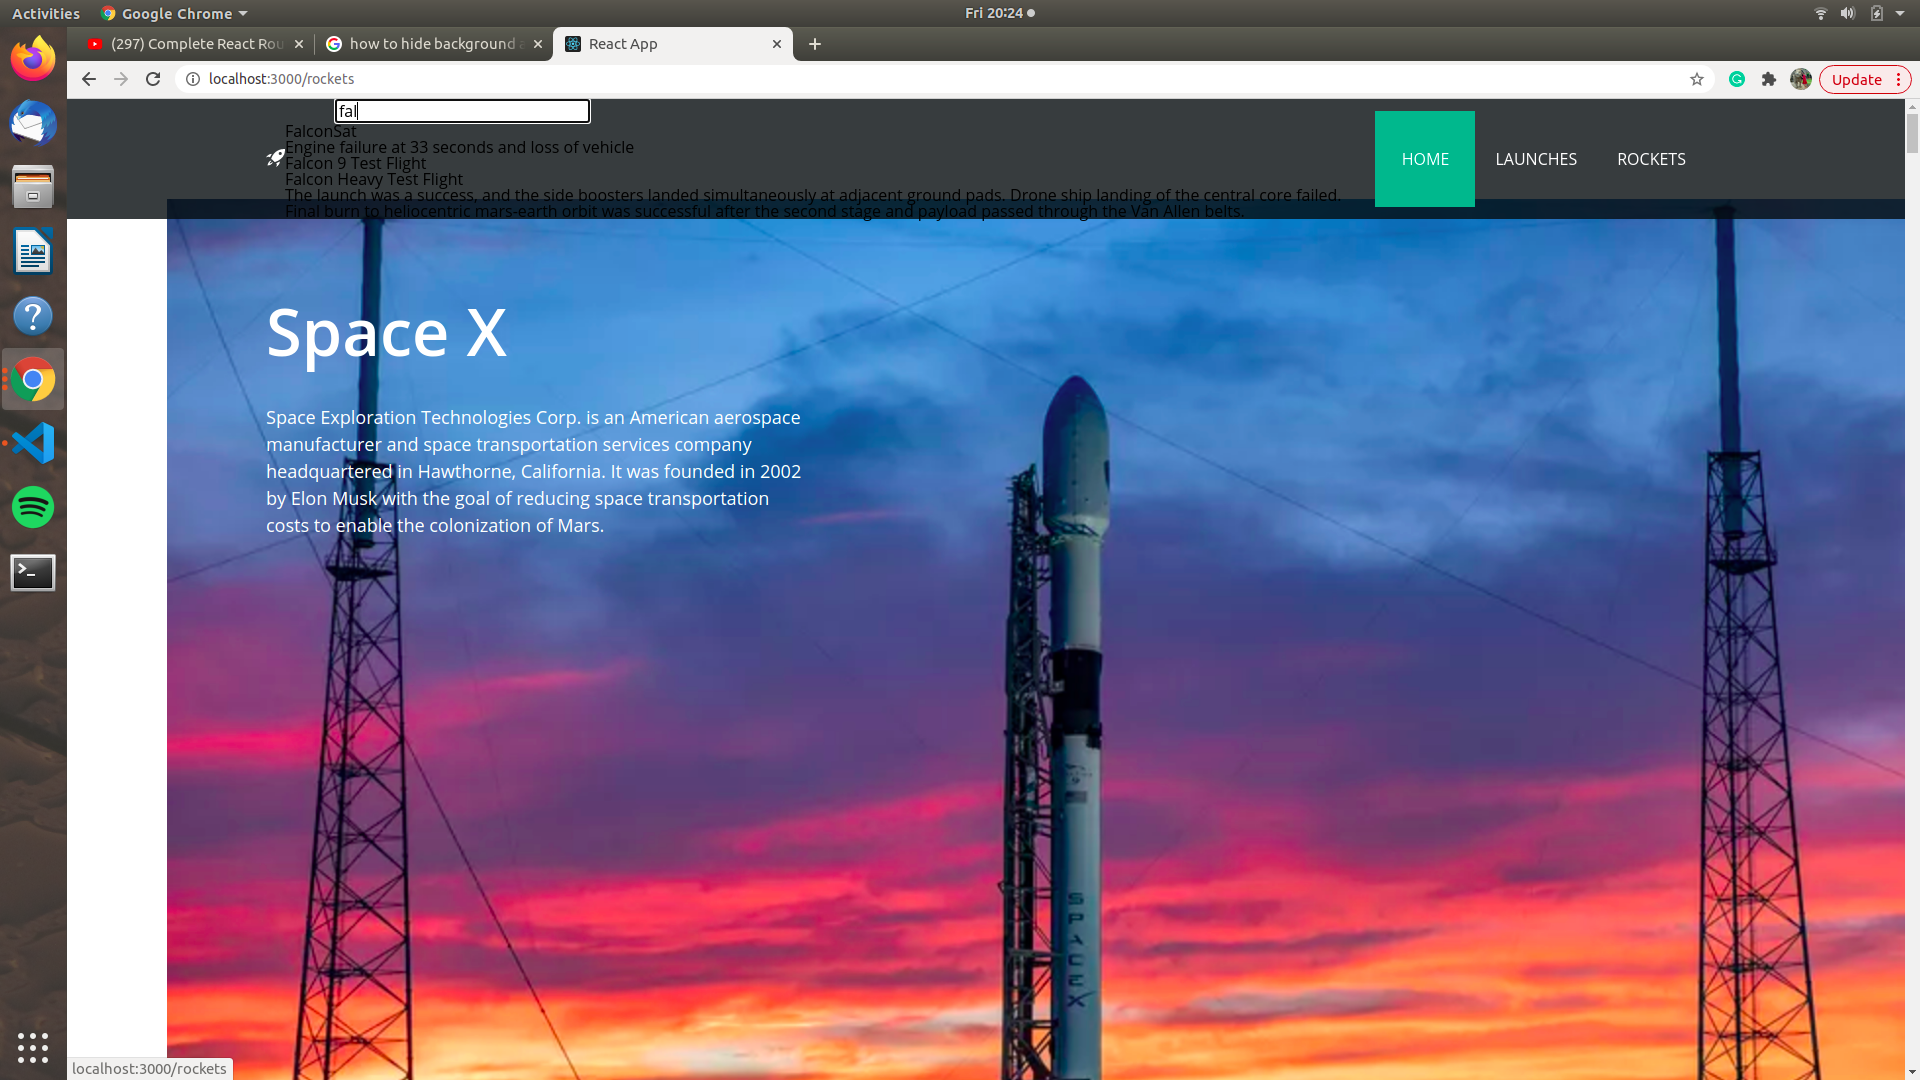 Activities
Google Chrome
Fri 20:24
(297) Complete React Rou
how to hide background a
React App
localhost:3000/rockets
Update
fal
FalconSat
Engine failure at 33 seconds and loss of vehicle
Falcon 9 Test Flight
Falcon Heavy Test Flight
The launch was a success, and the side boosters landed simultaneously at adjacent ground pads. Drone ship landing of the central core failed.
Final burn to heliocentric mars-earth orbit was successful after the second stage and payload passed through the Van Allen belts.
HOME
LAUNCHES
ROCKETS
Space X
Space Exploration Technologies Corp. is an American aerospace
manufacturer and space transportation services company
headquartered in Hawthorne, California. It was founded in 2002
by Elon Musk with the goal of reducing space transportation
costs to enable the colonization of Mars.
SPACEX
localhost:3000/rockets